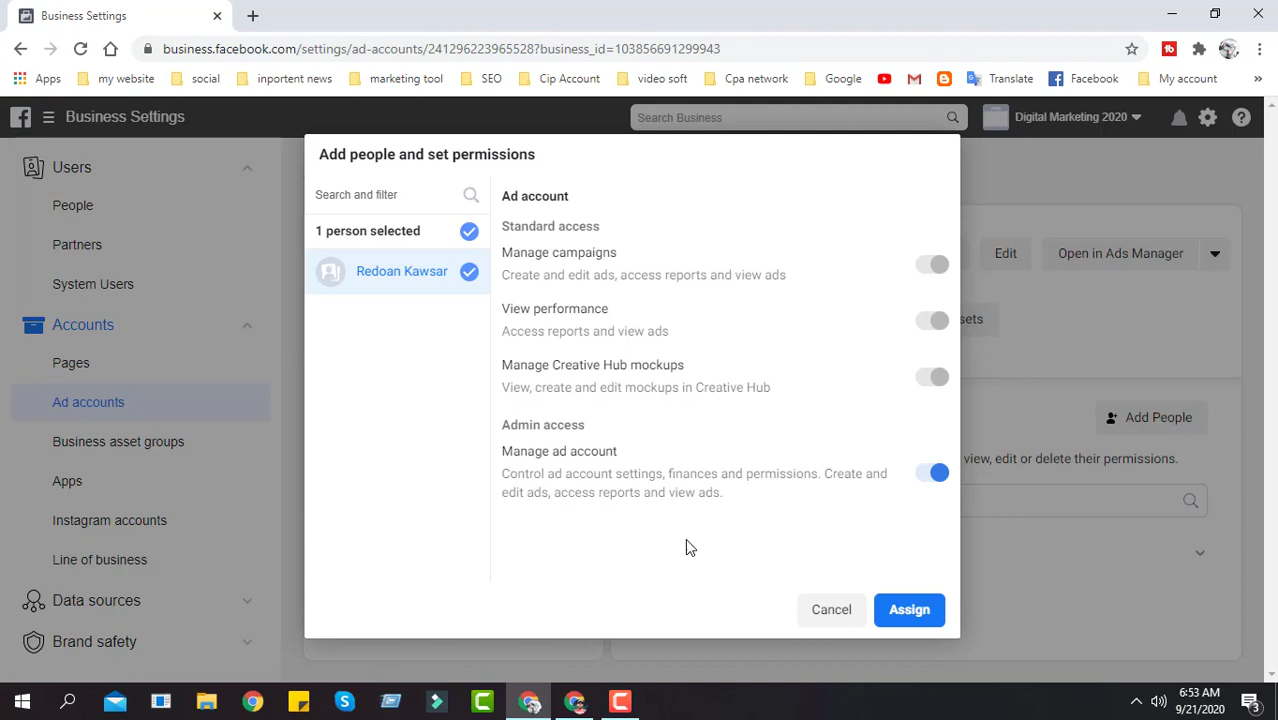 Business Settings
business.facebook.com/settings/ad-accounts/241296223965528?business_id=103856691299943
Apps my website social inportent news marketing tool SEO Cip Account video soft Cpa network Google Translate Facebook My account »
Business Settings
Search Business
Digital Marketing 2020
Users
People
Partners
System Users
Accounts
Pages
Ad accounts
Business asset groups
Apps
Instagram accounts
Line of business
Data sources
Brand safety
Add people and set permissions
Search and filter
1 person selected
Redoan Kawsar
Ad account
Standard access
Manage campaigns
Create and edit ads, access reports and view ads
View performance
Access reports and view ads
Manage Creative Hub mockups
View, create and edit mockups in Creative Hub
Admin access
Manage ad account
Control ad account settings, finances and permissions. Create and
edit ads, access reports and view ads.
Cancel
Assign
Edit
Open in Ads Manager
sets
Add People
view, edit or delete their permissions.
6:53 AM
9/21/2020
3